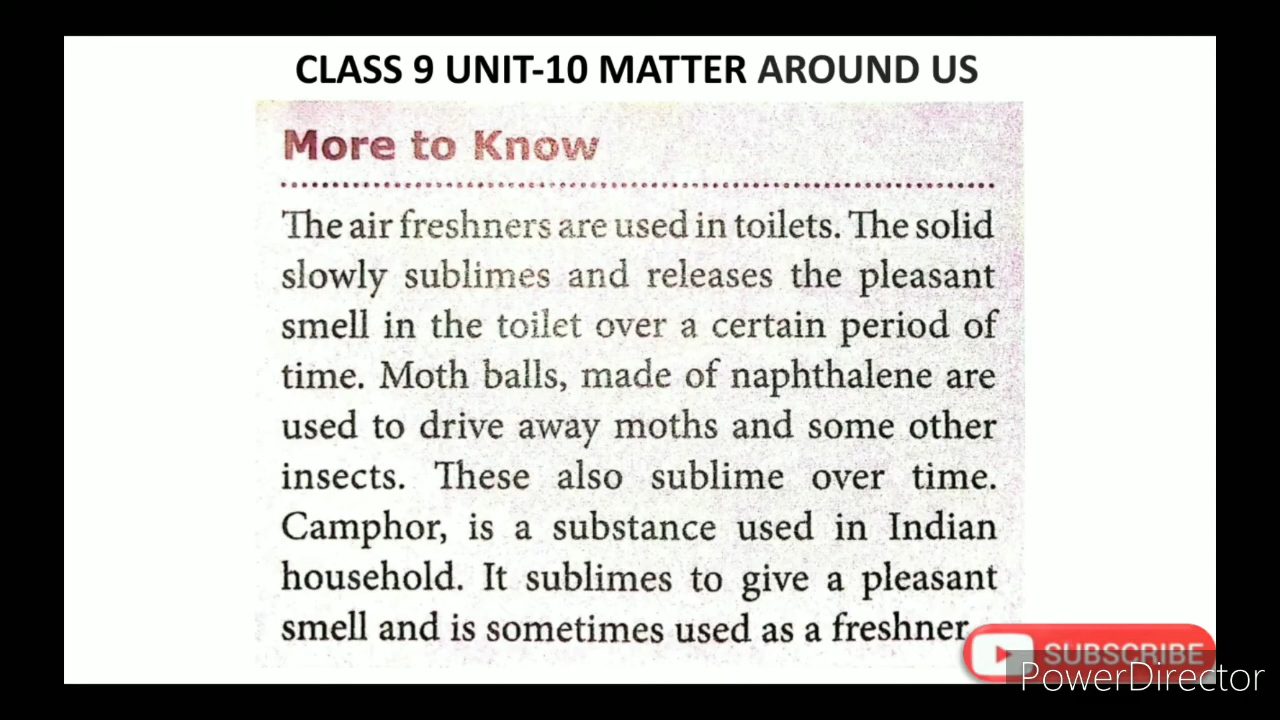 CLASS 9 UNIT-10 MATTER AROUND US
More to Know
The air freshners are used in toilets. The solid
slowly sublimes and releases the pleasant
smell in the toilet over a certain period of
time. Moth balls, made of naphthalene are
used to drive away moths and some other
insects. These also sublime over time.
Camphor, is a substance used in Indian
household. It sublimes to give a pleasant
smell and is sometimes used as a freshner.
SUBSCRIBE
PowerDirector